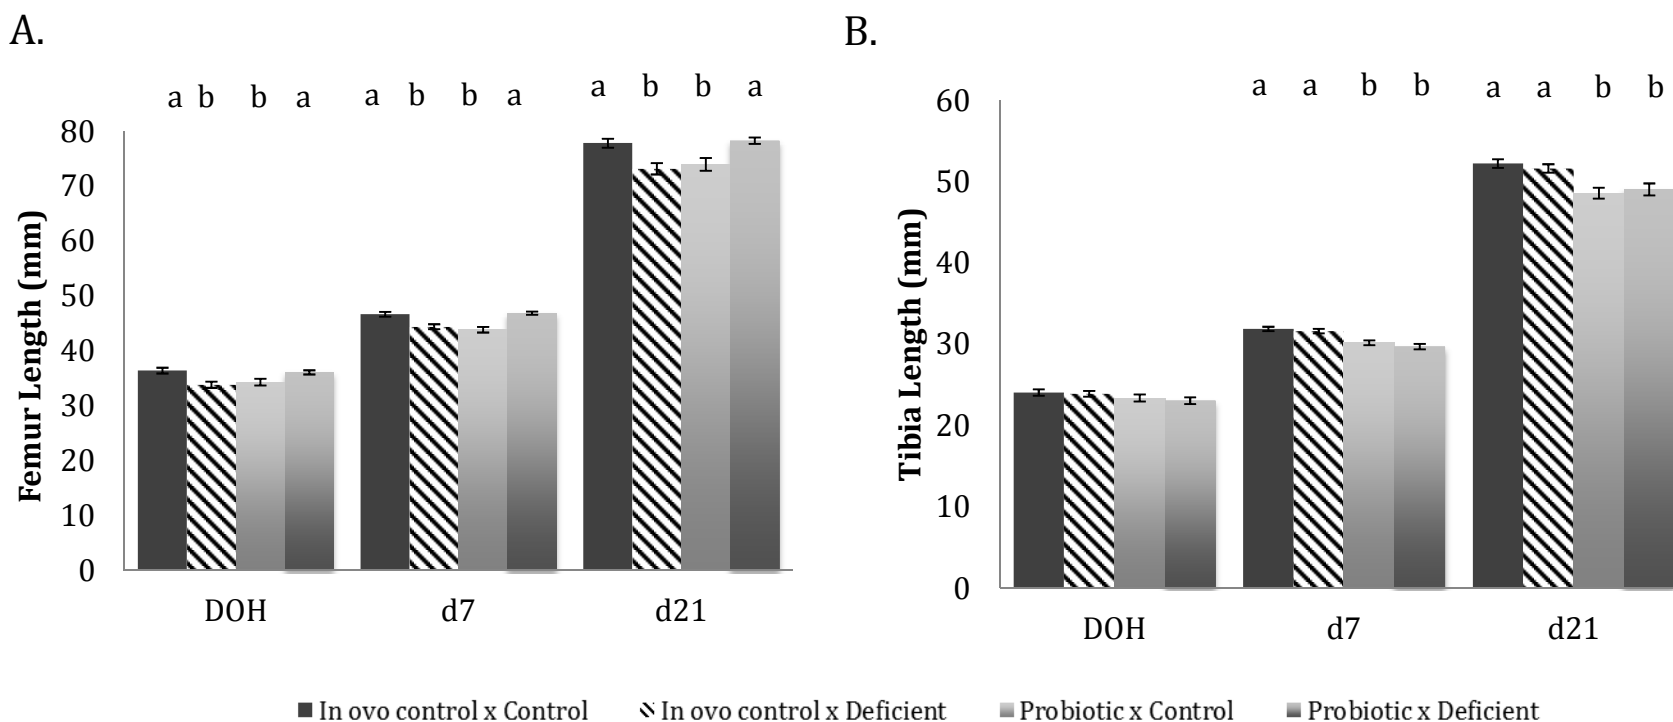 A.
a b b a a b b a a b b a
80
70
60
50
40
30
20
10
0
Femur Length (mm)
DOH d7 d21
B.
a a b b a a b b
60
50
40
30
20
10
0
Tibia Length (mm)
DOH d7 d21
In ovo control x Control In ovo control x Deficient Probiotic x Control Probiotic x Deficient